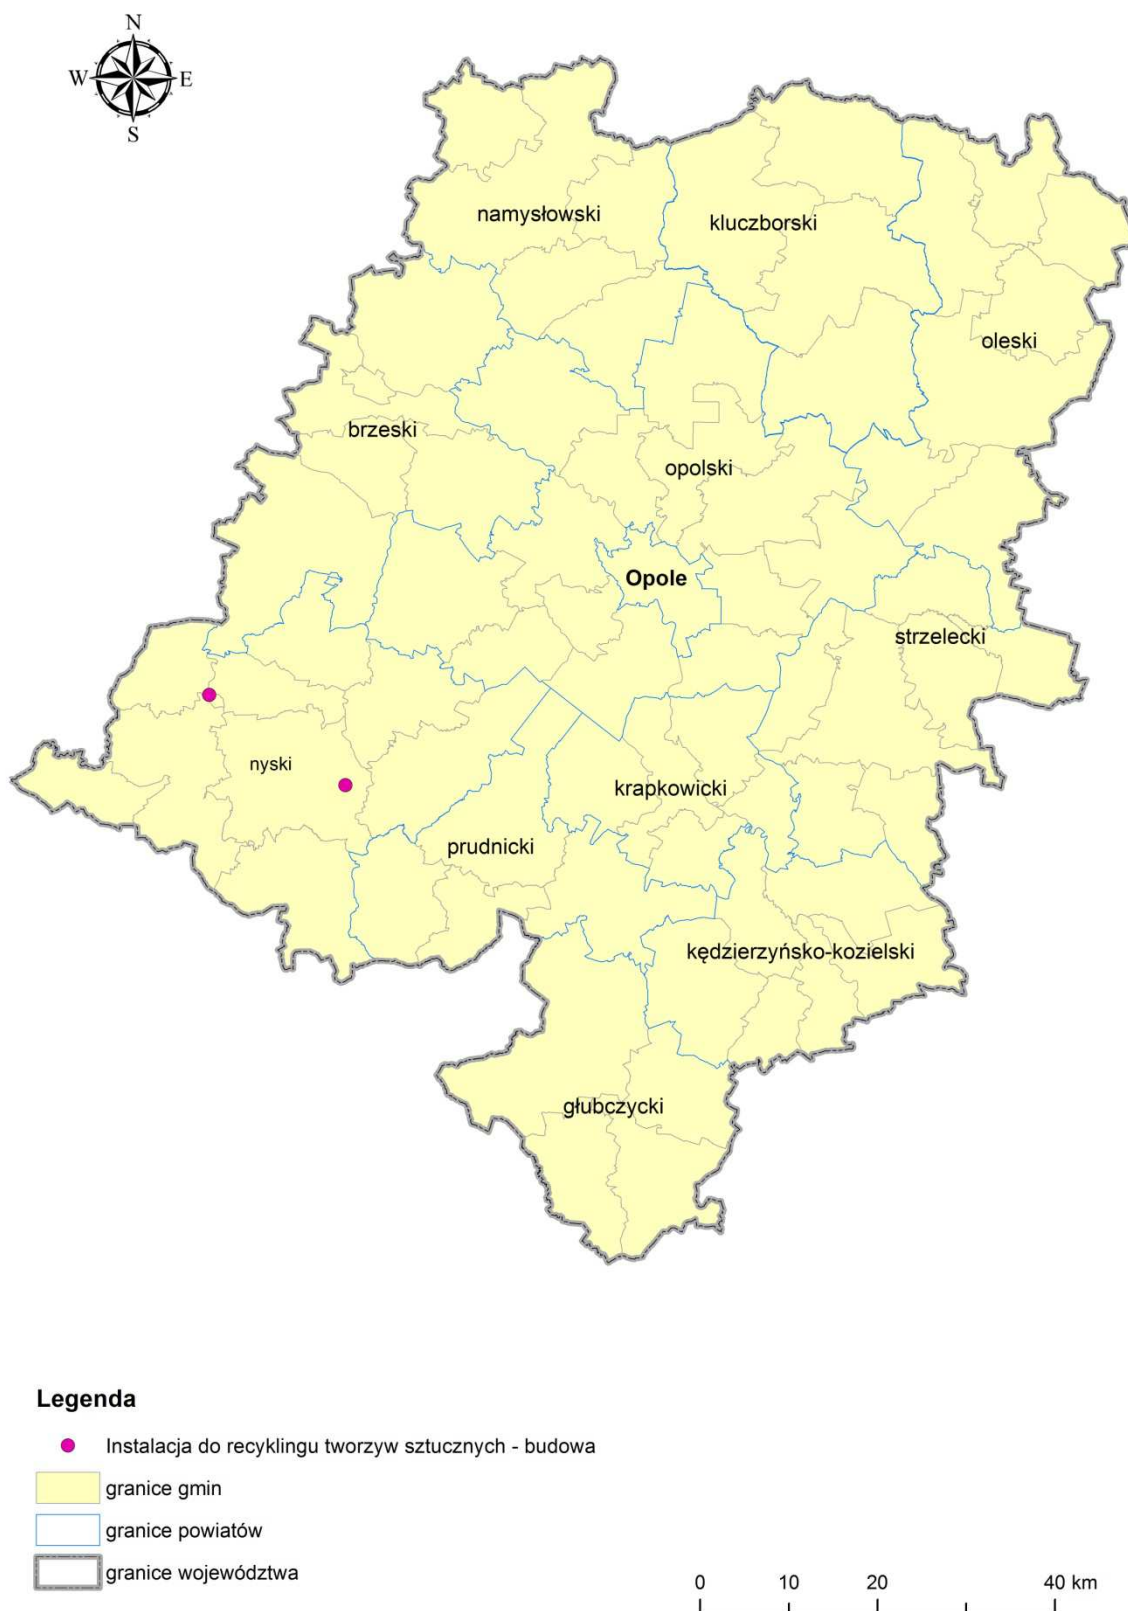 N
W E
S
namysłowski
kluczborski
oleski
brzeski
opolski
Opole
strzelecki
nyski
krapkowicki
prudnicki
kędzierzyńsko-kozielski
głubczycki
Legenda
Instalacja do recyklingu tworzyw sztucznych - budowa
granice gmin
granice powiatów
granice województwa
0 10 20 40 km